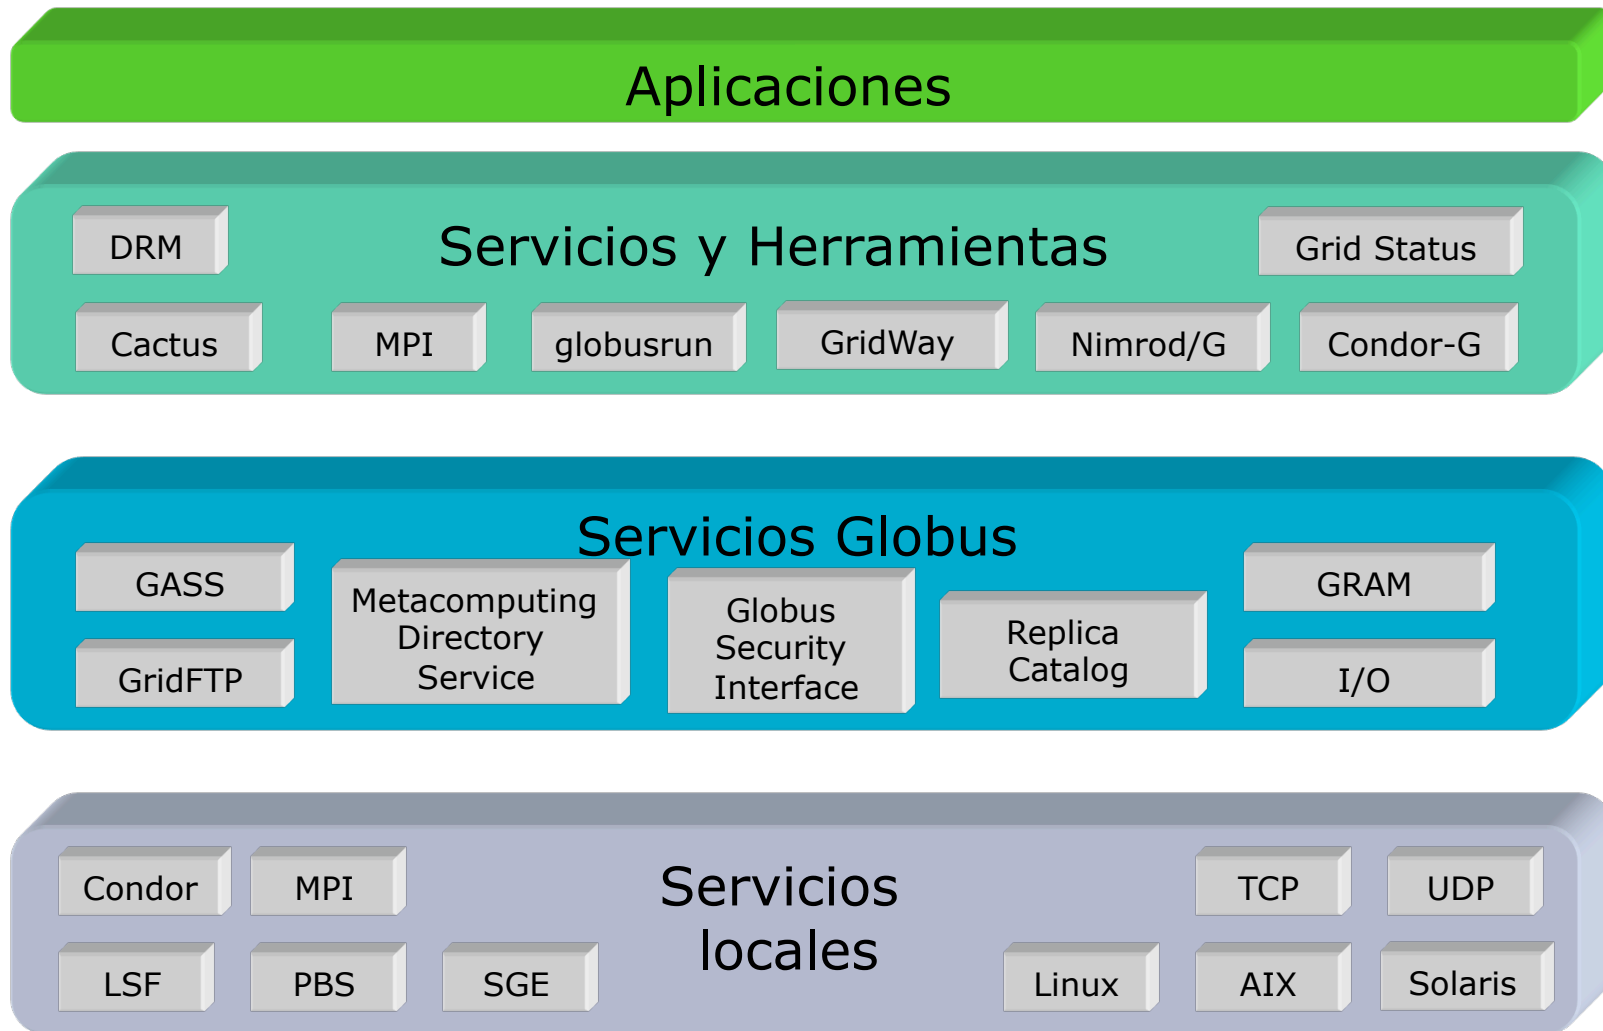 Aplicaciones
DRM
Servicios y Herramientas
Grid Status
Cactus
MPI
globusrun
GridWay
Nimrod/G
Condor-G
Servicios Globus
GASS
GridFTP
Metacomputing
Directory
Service
Globus
Security
Interface
Replica
Catalog
GRAM
I/O
Condor
MPI
Servicios
locales
TCP
UDP
LSF
PBS
SGE
Linux
AIX
Solaris